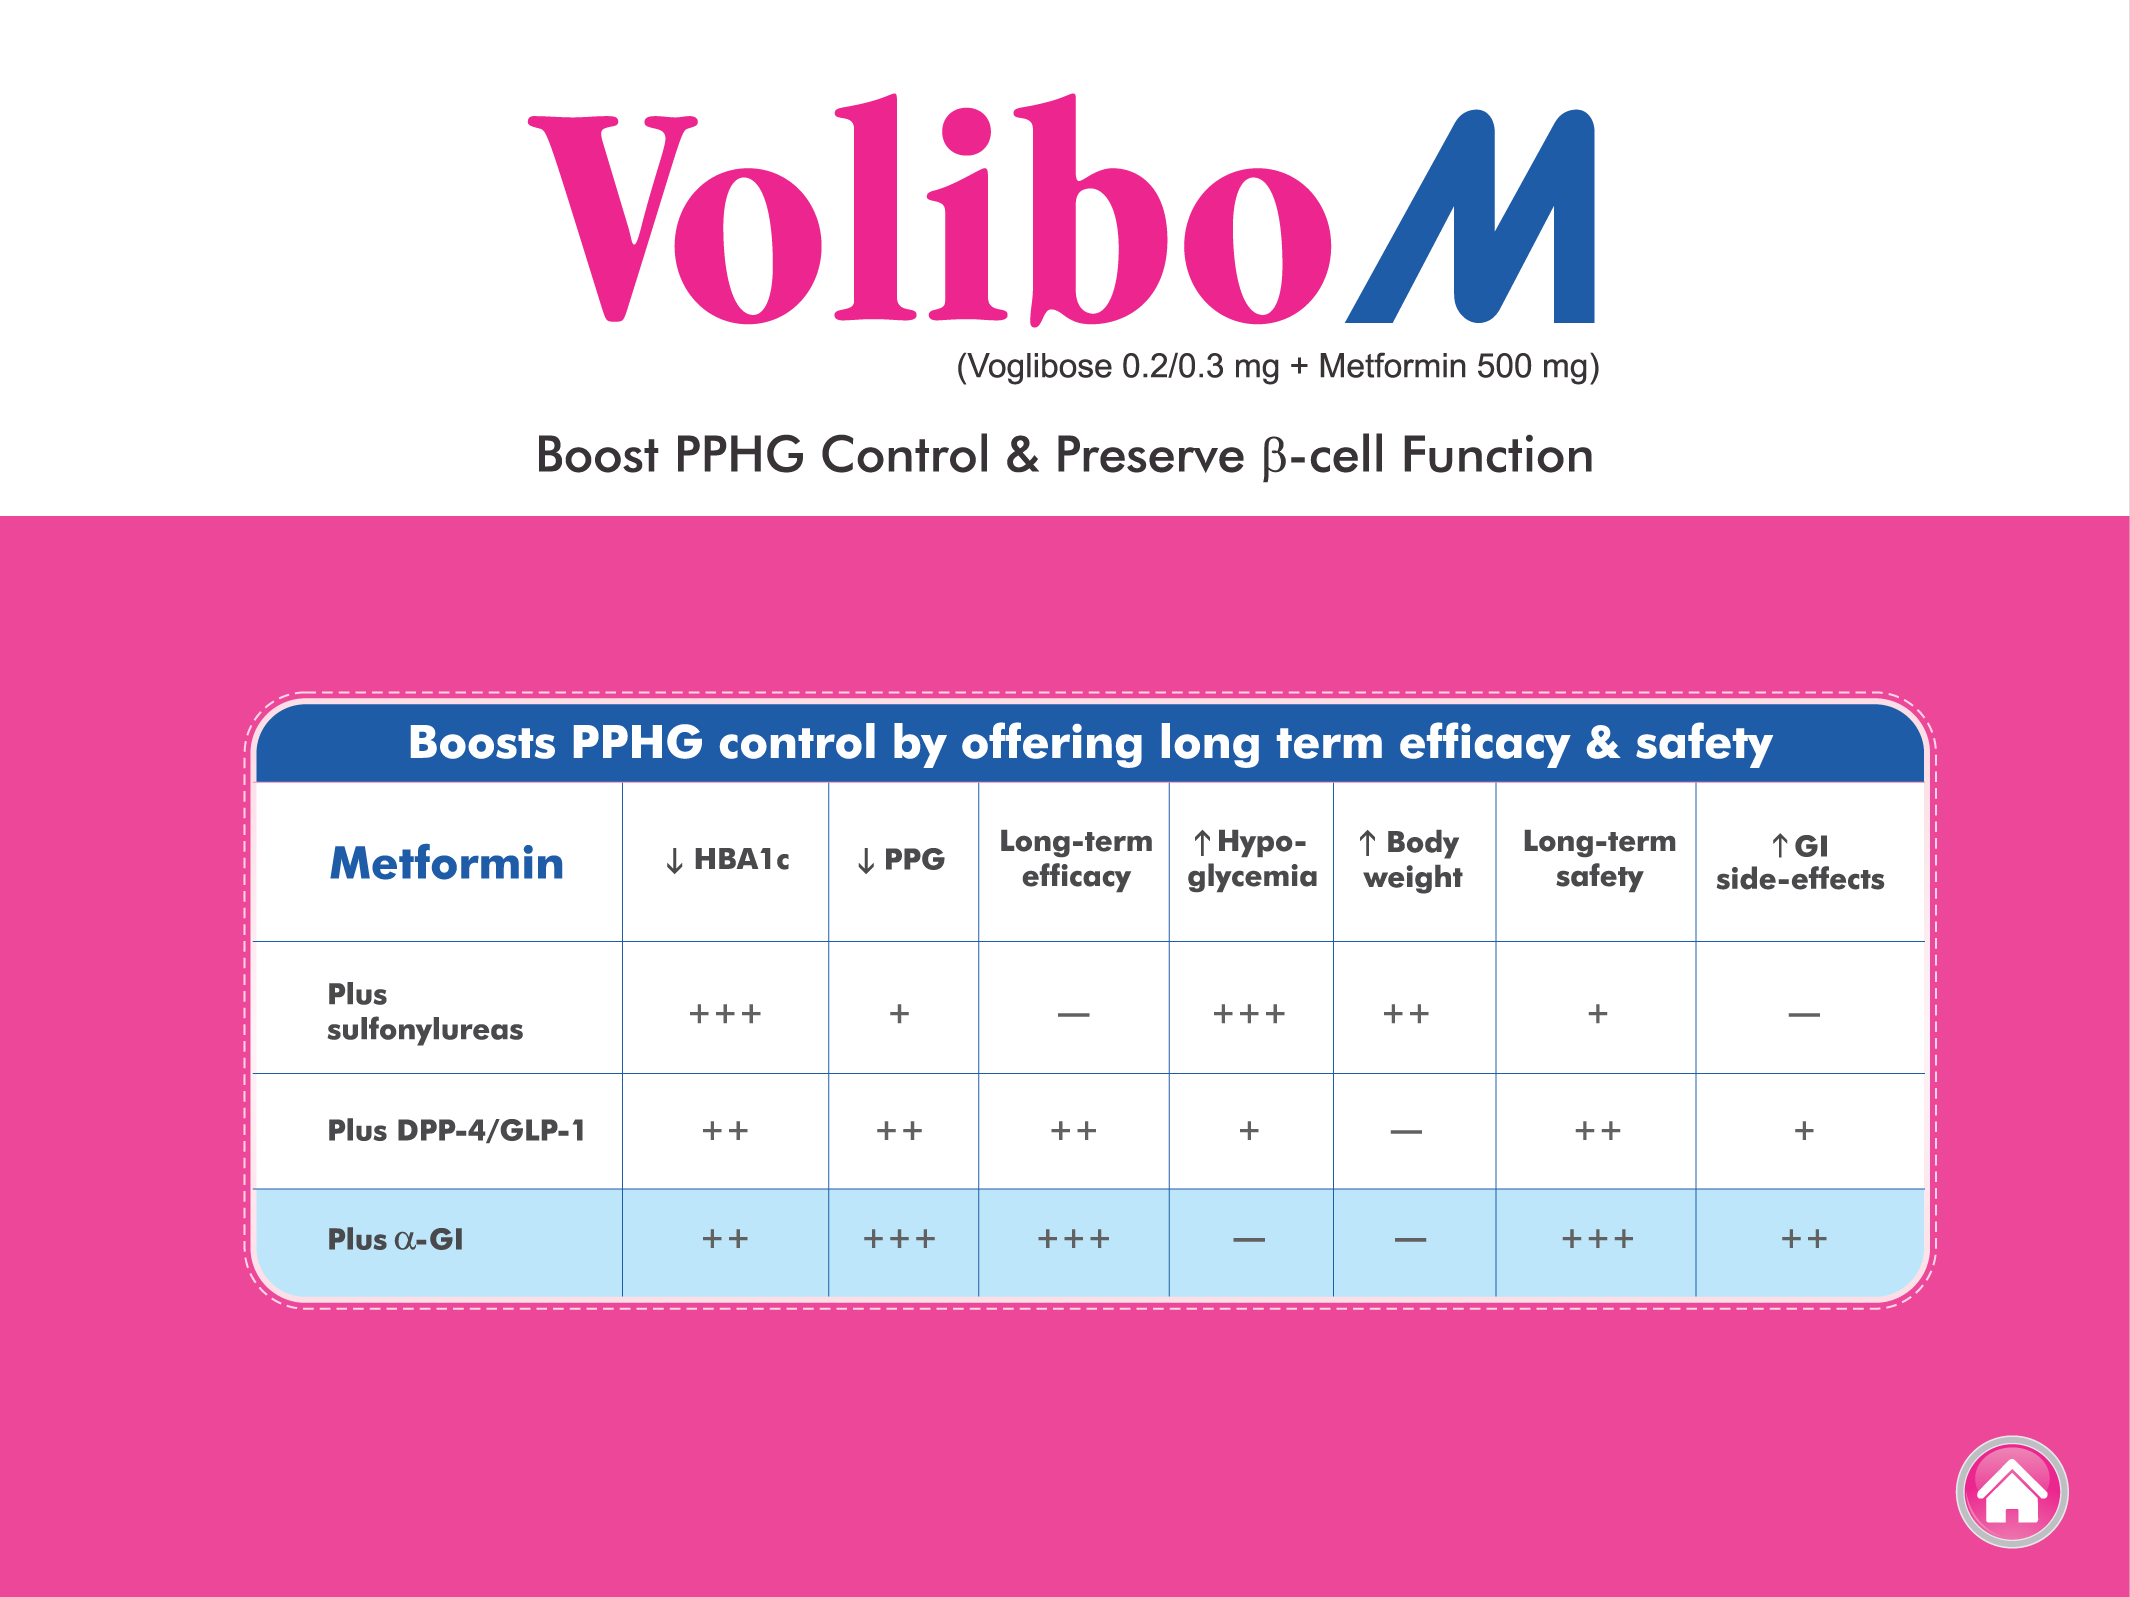 VoliboM
(Voglibose 0.2/0.3 mg + Metformin 500 mg)
Boost PPHG Control & Preserve β-cell Function
Boosts PPHG control by offering long term efficacy & safety
Metformin ↓ HBA1c ↓ PPG Long-term efficacy ↑ Hypo-glycemia ↑ Body weight Long-term safety ↑ GI side-effects
Plus sulfonylureas +++ + — +++ ++ + —
Plus DPP-4/GLP-1 ++ ++ ++ + — ++ +
Plus α-GI ++ +++ +++ — — +++ ++